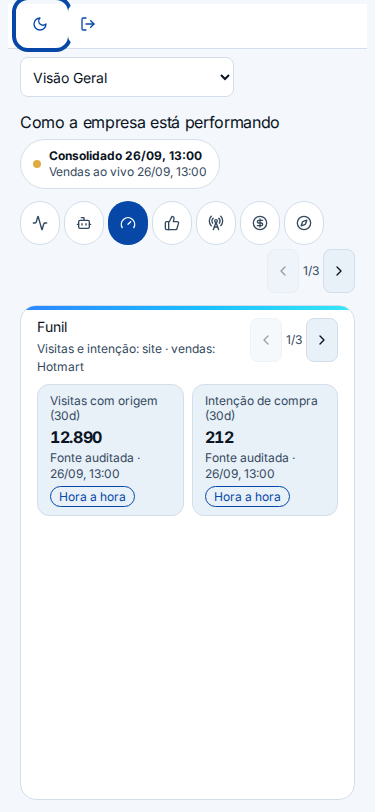 Visão Geral
Como a empresa está performando
Consolidado 26/09, 13:00
Vendas ao vivo 26/09, 13:00
1/3
Funil
Visitas e intenção: site · vendas:
Hotmart
1/3
Visitas com origem
(30d)
12.890
Fonte auditada ·
26/09, 13:00
Hora a hora
Intenção de compra
(30d)
212
Fonte auditada ·
26/09, 13:00
Hora a hora